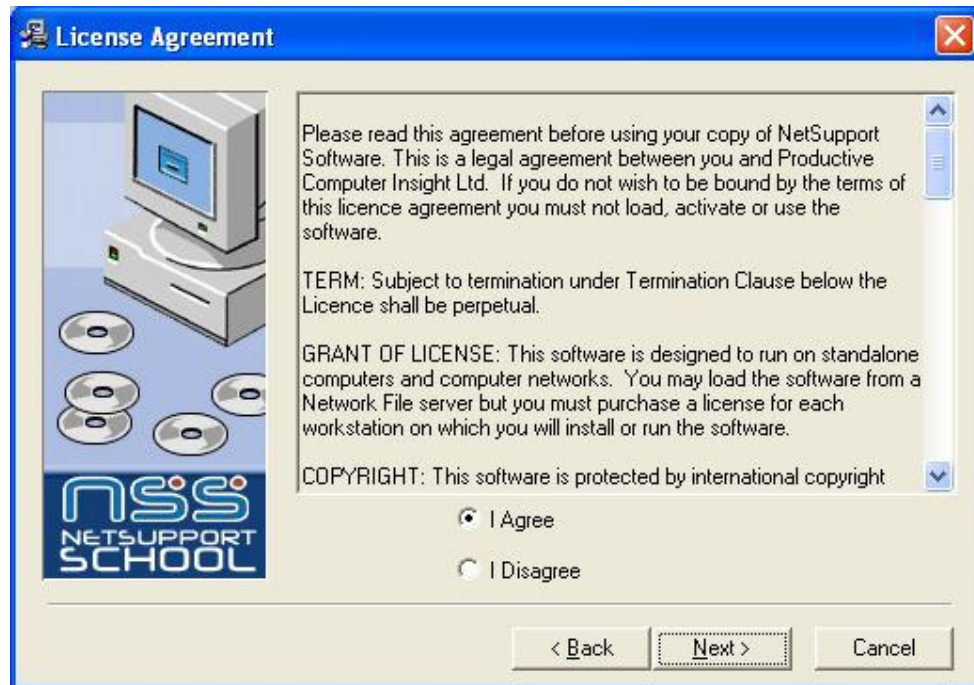 License Agreement
Please read this agreement before using your copy of NetSupport
Software. This is a legal agreement between you and Productive
Computer Insight Ltd.  If you do not wish to be bound by the terms of
this licence agreement you must not load, activate or use the
software.
TERM: Subject to termination under Termination Clause below the
Licence shall be perpetual.
GRANT OF LICENSE: This software is designed to run on standalone
computers and computer networks.  You may load the software from a
Network File server but you must purchase a license for each
workstation on which you will install or run the software.
COPYRIGHT: This software is protected by international copyright
nss
NETSUPPORT
SCHOOL
I Agree
I Disagree
< Back
Next >
Cancel